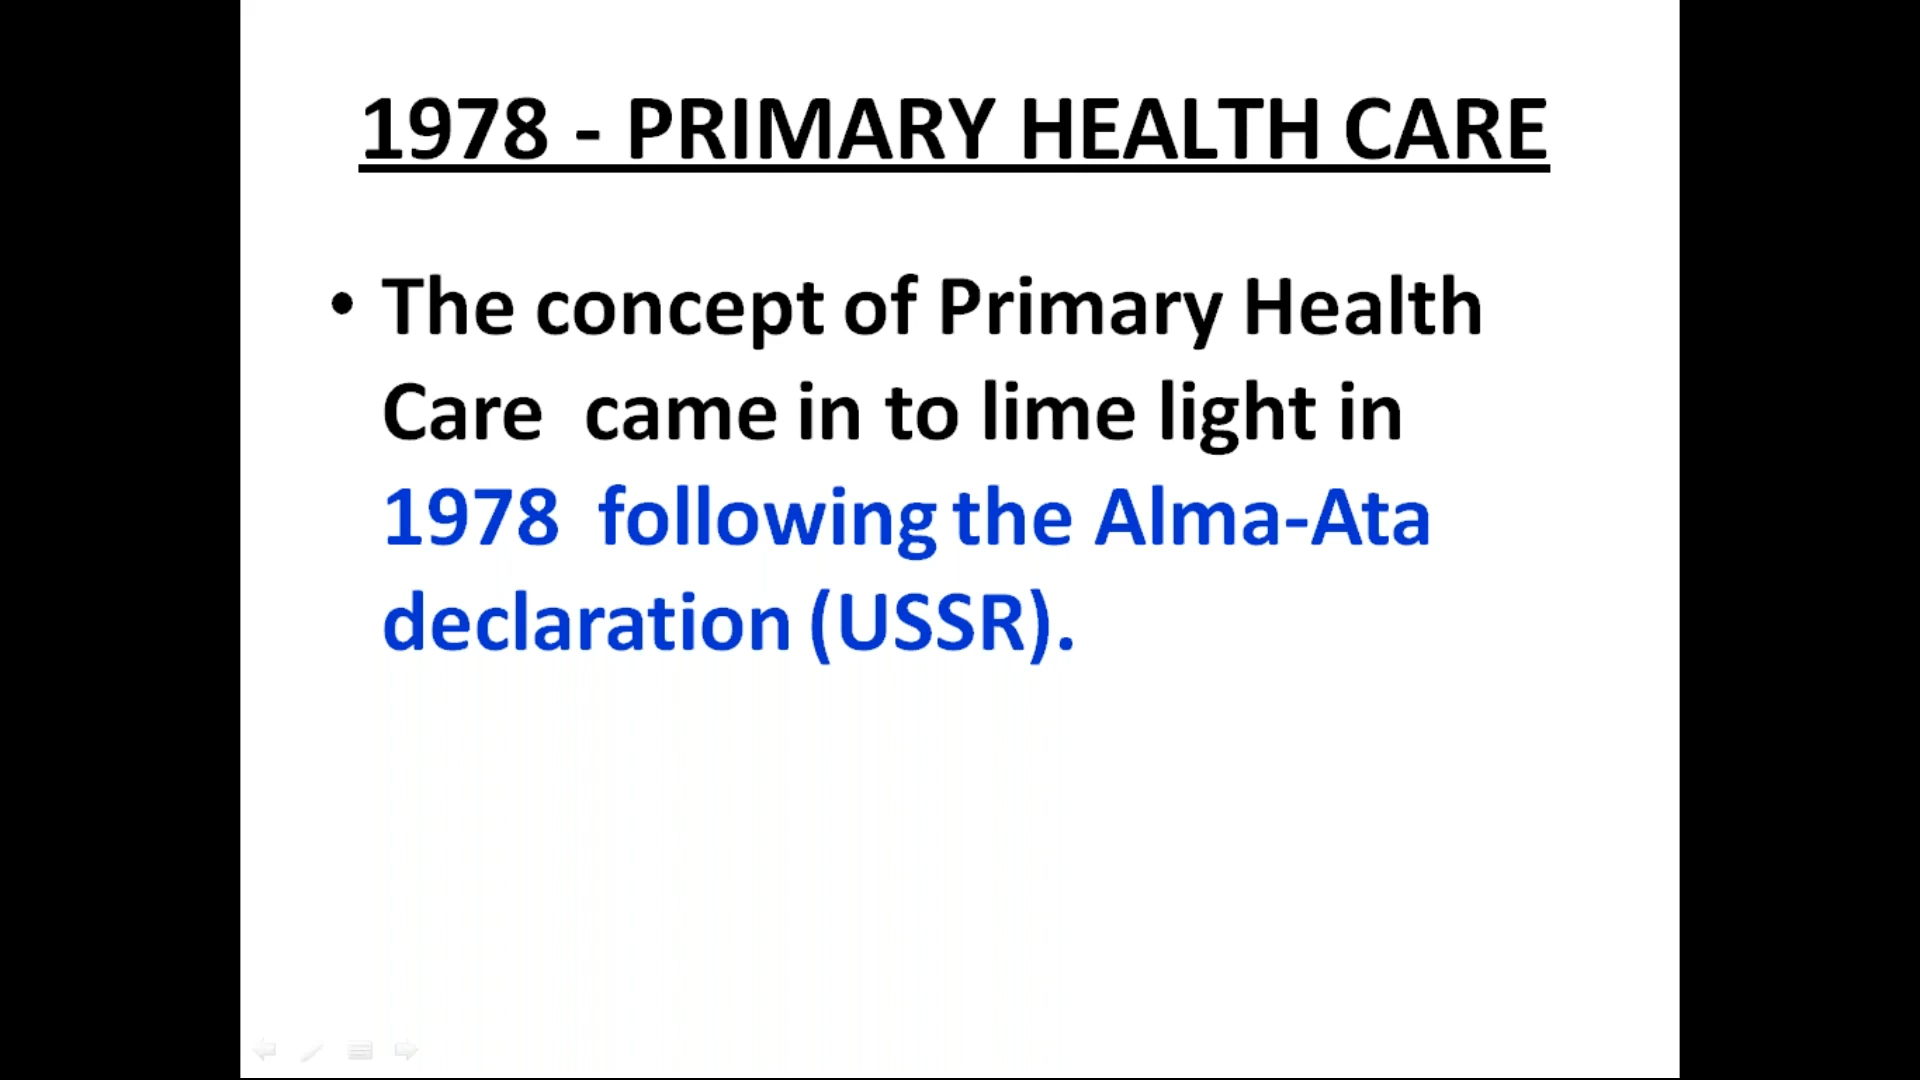 1978 - PRIMARY HEALTH CARE
• The concept of Primary Health
Care  came in to lime light in
1978  following the Alma-Ata
declaration (USSR).